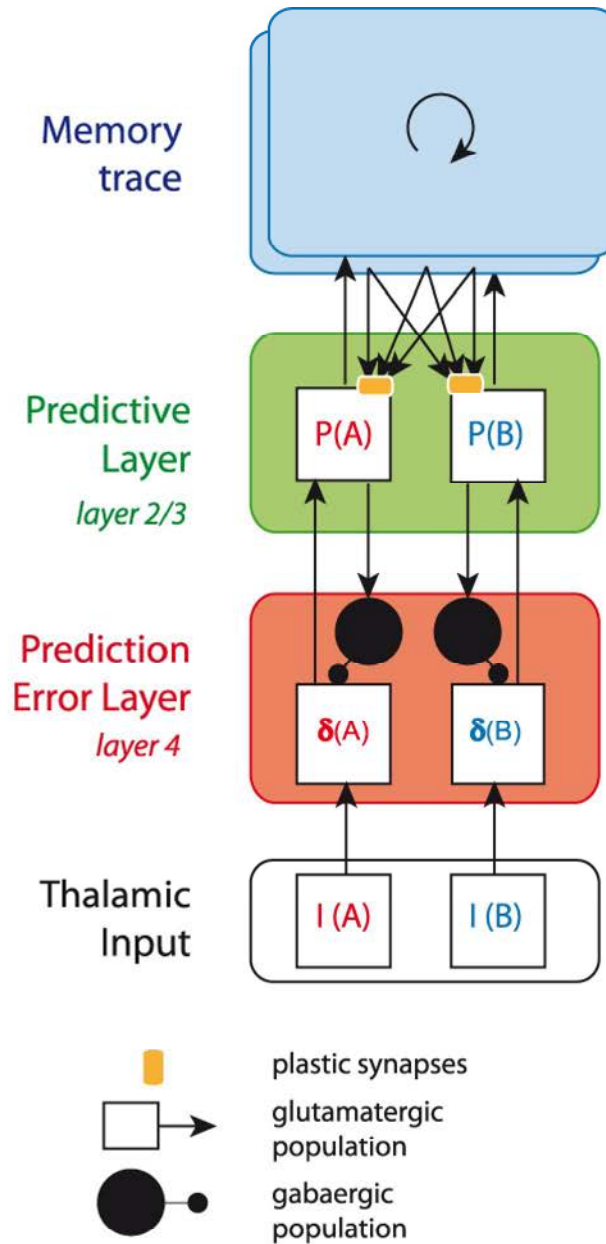 Memory
trace
Predictive
Layer
layer 2/3
P(A)
P(B)
Prediction
Error Layer
layer 4
δ(A)
δ(B)
Thalamic
Input
I (A)
I (B)
plastic synapses
glutamatergic
population
gabaergic
population